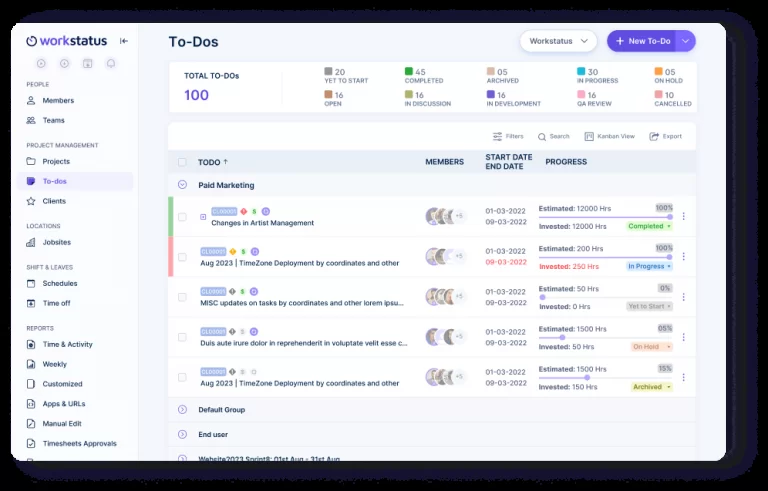 workstatus
PEOPLE
Members
Teams
PROJECT MANAGEMENT
Projects
To-dos
Clients
LOCATIONS
Jobsites
SHIFT & LEAVES
Schedules
Time off
REPORTS
Time & Activity
Weekly
Customized
Apps & URLs
Manual Edit
Timesheets Approvals
To-Dos
Workstatus
+ New To-Do
TOTAL TO-DOs
100
20 45 05 30 05
YET TO START COMPLETED ARCHIVED IN PROGRESS ON HOLD
16 16 16 16 10
OPEN IN DISCUSSION IN DEVELOPMENT QA REVIEW CANCELLED
Filters Search Kanban View Export
TODO ↑ MEMBERS START DATE END DATE PROGRESS
Paid Marketing
Changes in Artist Management
+5
01-03-2022
09-03-2022
Estimated: 12000 Hrs 100%
Invested: 12000 Hrs Completed
Aug 2023 | TimeZone Deployment by coordinates and other
+5
01-03-2022
09-03-2022
Estimated: 200 Hrs 100%
Invested: 250 Hrs In Progress
MISC updates on tasks by coordinates and other lorem ipsu...
+5
01-03-2022
09-03-2022
Estimated: 50 Hrs 0%
Invested: 0 Hrs Yet to Start
Duis aute irure dolor in reprehenderit in voluptate velit esse c...
+5
01-03-2022
09-03-2022
Estimated: 1500 Hrs 05%
Invested: 50 Hrs On Hold
Aug 2023 | TimeZone Deployment by coordinates and other
+5
01-03-2022
09-03-2022
Estimated: 1500 Hrs 15%
Invested: 150 Hrs Archived
Default Group
End user
Website2023 Sprint8: 01st Aug - 31st Aug